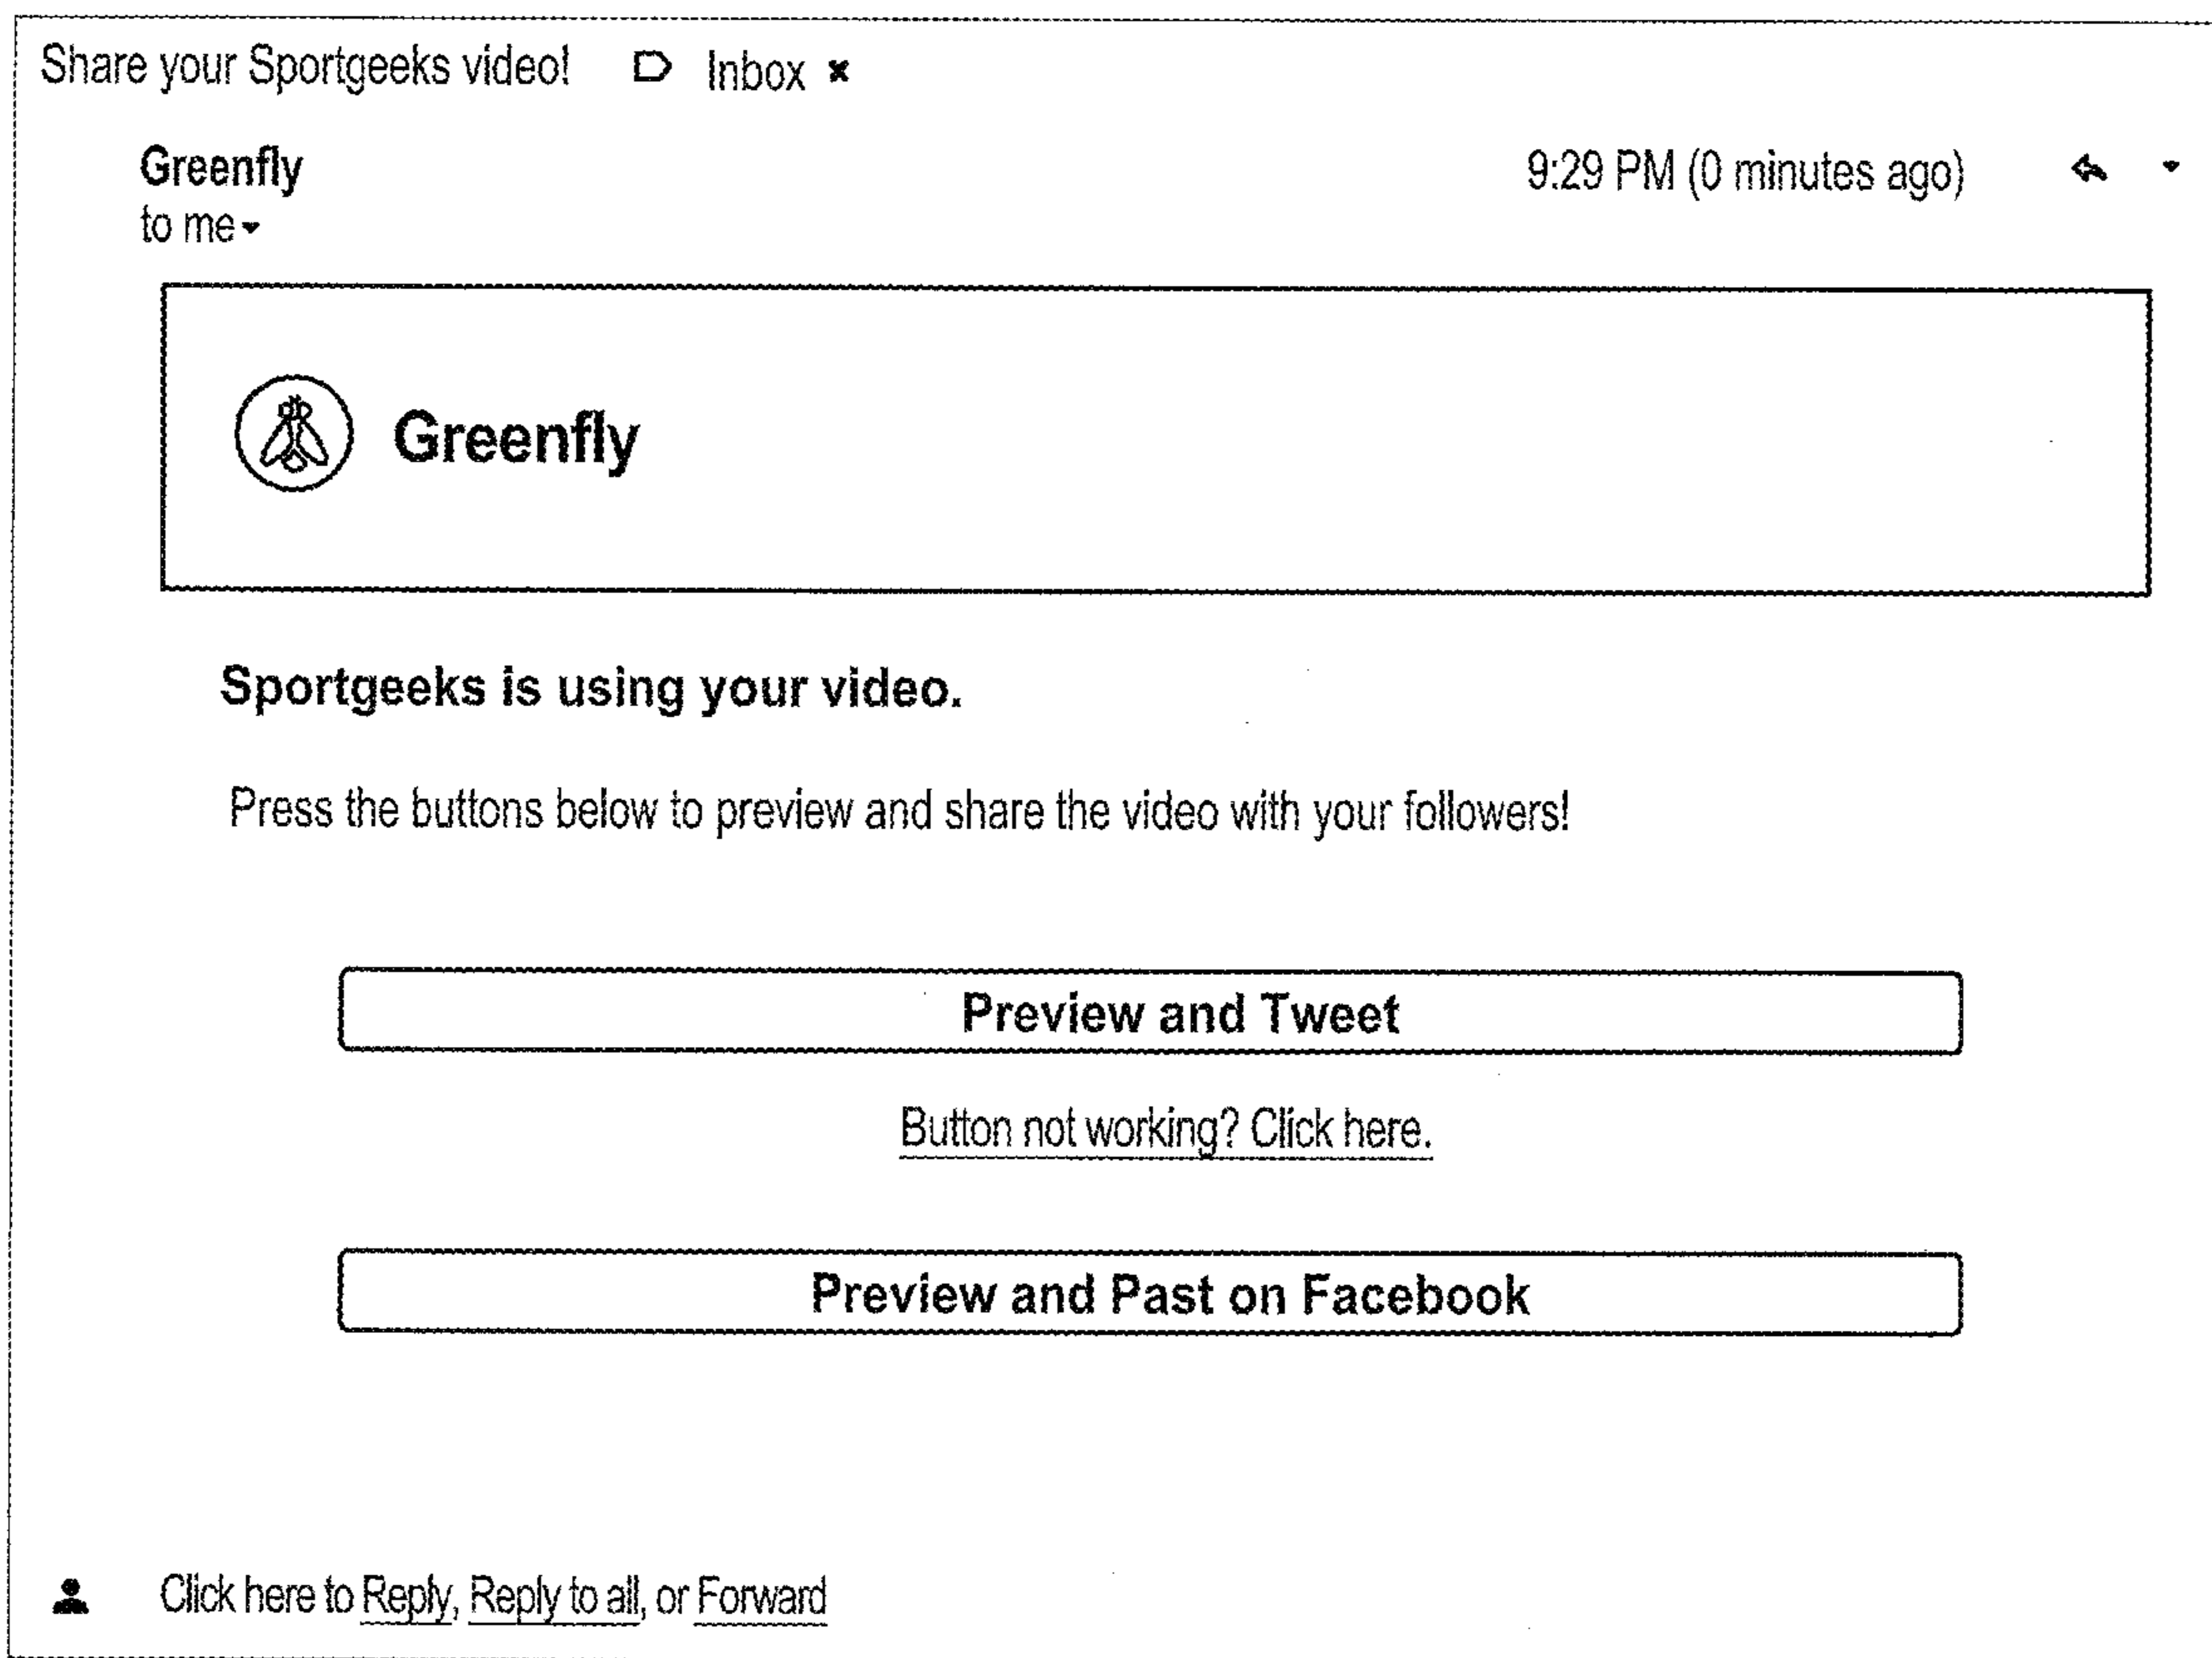 Share your Sportgeeks video! Inbox x
Greenfly 9:29 PM (0 minutes ago)
to me
Greenfly
Sportgeeks is using your video.
Press the buttons below to preview and share the video with your followers!
Preview and Tweet
Button not working? Click here.
Preview and Past on Facebook
Click here to Reply, Reply to all, or Forward